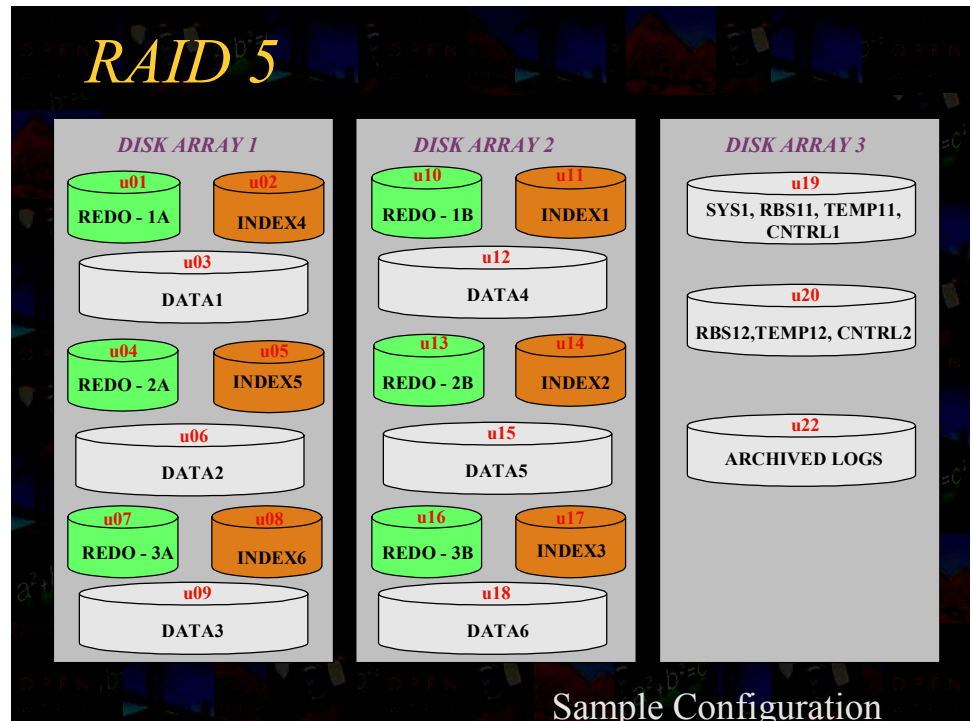 RAID 5
DISK ARRAY 1
u01
REDO - 1A
u02
INDEX4
u03
DATA1
u04
REDO - 2A
u05
INDEX5
u06
DATA2
u07
REDO - 3A
u08
INDEX6
u09
DATA3
DISK ARRAY 2
u10
REDO - 1B
u11
INDEX1
u12
DATA4
u13
REDO - 2B
u14
INDEX2
u15
DATA5
u16
REDO - 3B
u17
INDEX3
u18
DATA6
DISK ARRAY 3
u19
SYS1, RBS11, TEMP11,
CNTRL1
u20
RBS12,TEMP12, CNTRL2
u22
ARCHIVED LOGS
Sample Configuration